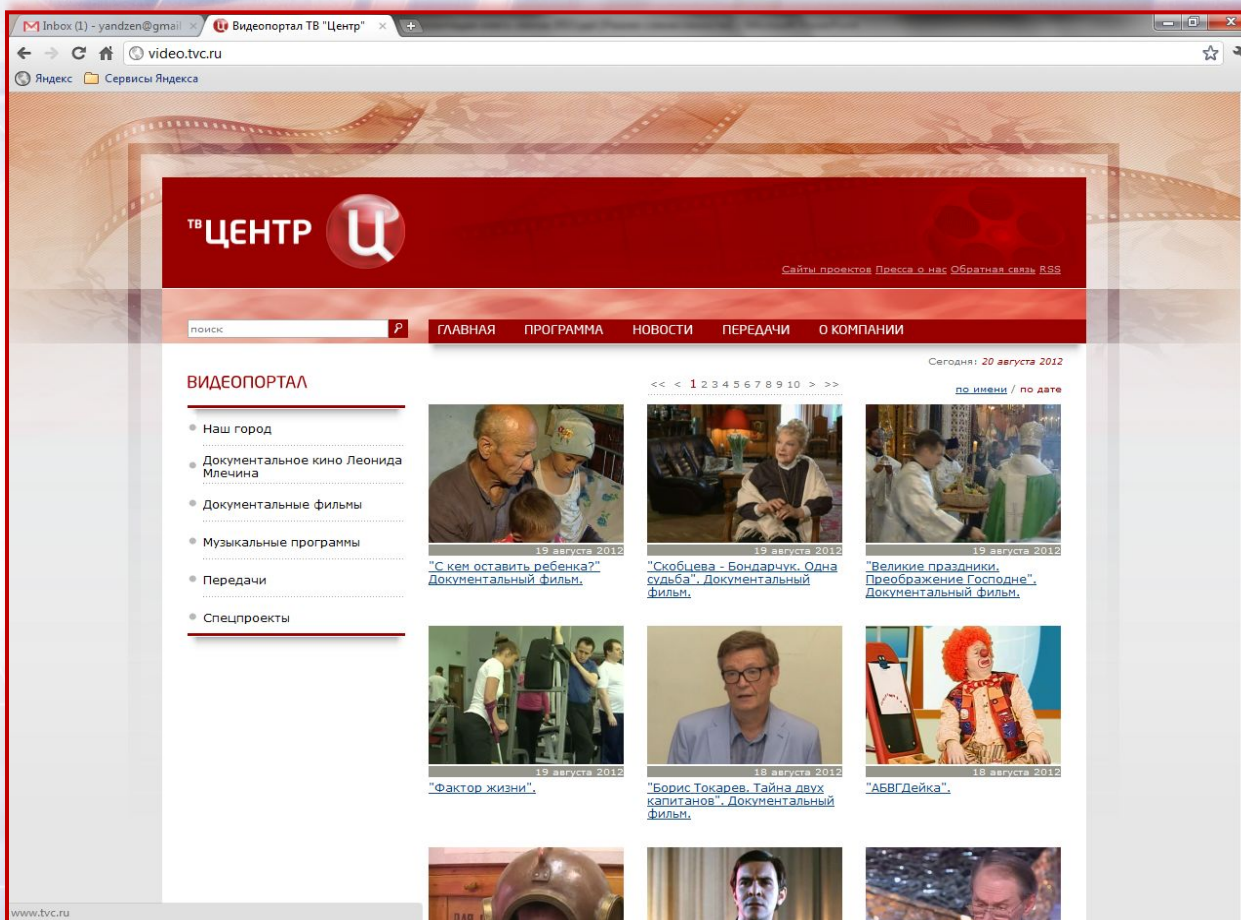 Inbox (1) - yandzen@gmail
Видеопортал ТВ "Центр"
video.tvc.ru
Яндекс
Сервисы Яндекса
ТВ ЦЕНТР Ц
Сайты проектов Пресса о нас Обратная связь RSS
поиск
ГЛАВНАЯ ПРОГРАММА НОВОСТИ ПЕРЕДАЧИ О КОМПАНИИ
Сегодня: 20 августа 2012
ВИДЕОПОРТАЛ
<< < 1 2 3 4 5 6 7 8 9 10 > >>
по имени / по дате
Наш город
Документальное кино Леонида
Млечина
Документальные фильмы
Музыкальные программы
Передачи
Спецпроекты
19 августа 2012
"С кем оставить ребенка?"
Документальный фильм.
19 августа 2012
"Скобцева - Бондарчук. Одна
судьба". Документальный
фильм.
19 августа 2012
"Великие праздники.
Преображение Господне".
Документальный фильм.
19 августа 2012
"Фактор жизни".
18 августа 2012
"Борис Токарев. Тайна двух
капитанов". Документальный
фильм.
18 августа 2012
"АБВГДейка".
www.tvc.ru